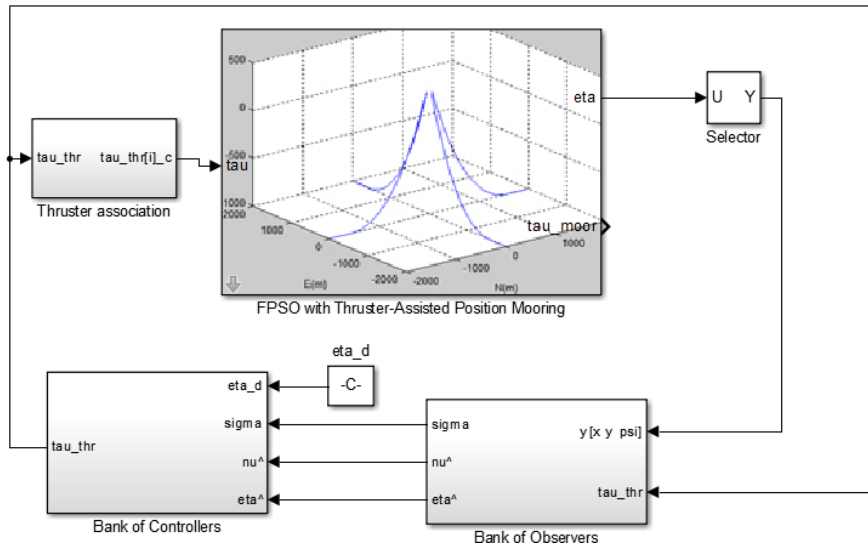 500
0
-500
1000
2000
1000
0
-1000
-2000
-2000
-1000
0
1000
E(m)
N(m)
tau
eta
tau_moor
FPSO with Thruster-Assisted Position Mooring
U Y
Selector
tau_thr tau_thr[i]_c
Thruster association
eta_d
-C-
tau_thr
eta_d
sigma
nu^
eta^
Bank of Controllers
sigma
nu^
eta^
y[x y psi]
tau_thr
Bank of Observers